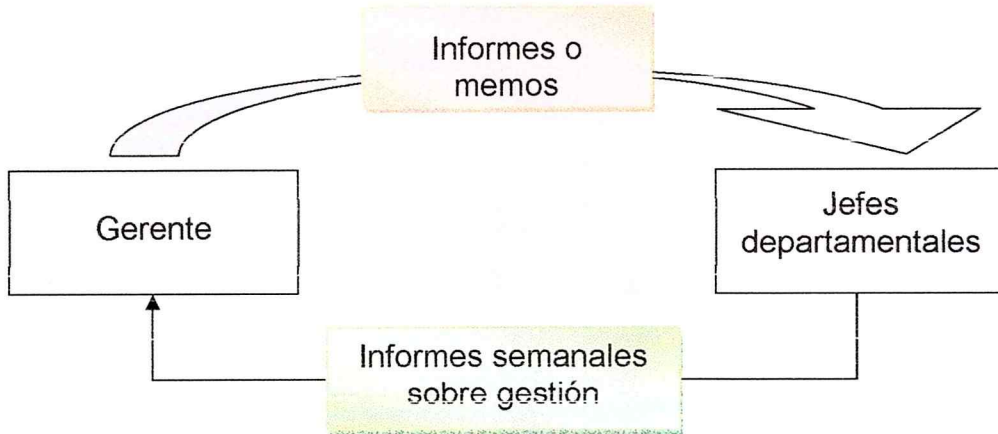 Informes o
memos
Gerente
Jefes
departamentales
Informes semanales
sobre gestión